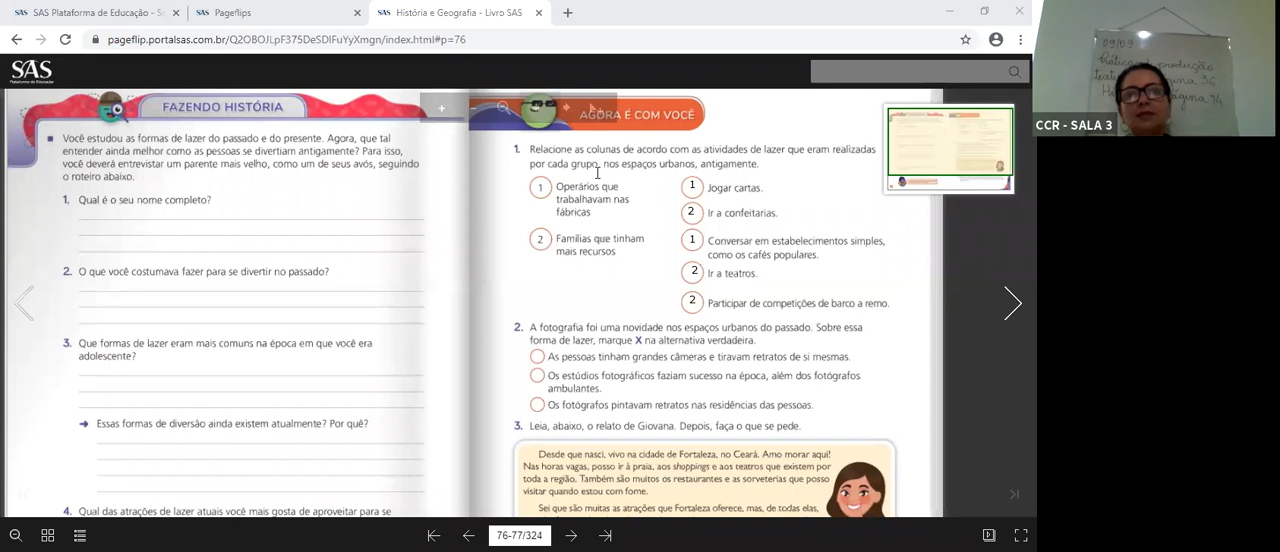 SAS Plataforma de Educação - So
Pageflips
História e Geografia - Livro SAS
pageflip.portalsas.com.br/Q2OBOJLpF375DeSDIFuYyXmgn/index.html#p=76
SAS
Plataforma de Educação
FAZENDO HISTÓRIA
Você estudou as formas de lazer do passado e do presente. Agora, que tal
entender ainda melhor como as pessoas se divertiam antigamente? Para isso,
você deverá entrevistar um parente mais velho, como um de seus avós, seguindo
o roteiro abaixo.
1. Qual é o seu nome completo?
2. O que você costumava fazer para se divertir no passado?
3. Que formas de lazer eram mais comuns na época em que você era
adolescente?
Essas formas de diversão ainda existem atualmente? Por quê?
4. Qual das atrações de lazer atuais você mais gosta de aproveitar para se
AGORA É COM VOCÊ
1. Relacione as colunas de acordo com as atividades de lazer que eram realizadas
por cada grupo, nos espaços urbanos, antigamente.
1 Operários que
trabalhavam nas
fábricas
2 Famílias que tinham
mais recursos
1 Jogar cartas.
2 Ir a confeitarias.
1 Conversar em estabelecimentos simples,
como os cafés populares.
2 Ir a teatros.
2 Participar de competições de barco a remo.
2. A fotografia foi uma novidade nos espaços urbanos do passado. Sobre essa
forma de lazer, marque X na alternativa verdadeira.
As pessoas tinham grandes câmeras e tiravam retratos de si mesmas.
Os estúdios fotográficos faziam sucesso na época, além dos fotógrafos
ambulantes.
Os fotógrafos pintavam retratos nas residências das pessoas.
3. Leia, abaixo, o relato de Giovana. Depois, faça o que se pede.
Desde que nasci, vivo na cidade de Fortaleza, no Ceará. Amo morar aqui!
Nas horas vagas, posso ir à praia, aos shoppings e aos teatros que existem por
toda a região. Também são muitos os restaurantes e as sorveterias que posso
visitar quando estou com fome.
Sei que são muitas as atrações que Fortaleza oferece, mas, de todas elas,
76-77/324
09/09
produção
página 36
página 74
CCR - SALA 3